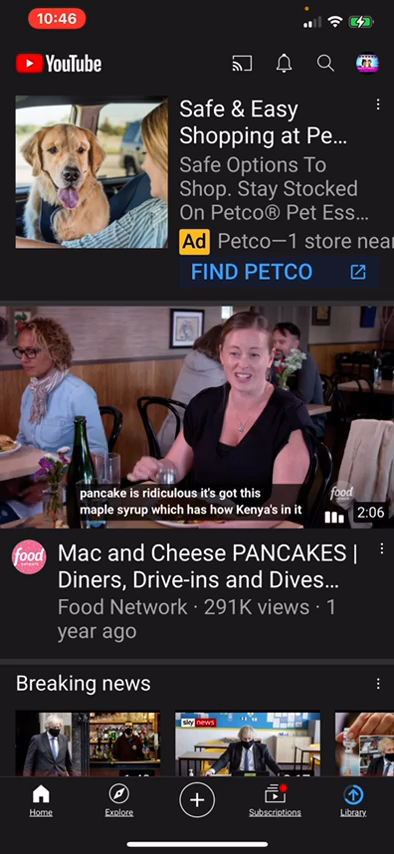 10:46
YouTube
Safe & Easy
Shopping at Pe...
Safe Options To
Shop. Stay Stocked
On Petco® Pet Ess...
Ad Petco—1 store near
FIND PETCO
pancake is ridiculous it's got this
maple syrup which has how Kenya's in it
food
2:06
food
network
Mac and Cheese PANCAKES |
Diners, Drive-ins and Dives...
Food Network · 291K views · 1
year ago
Breaking news
sky news
Home
Explore
Subscriptions
Library